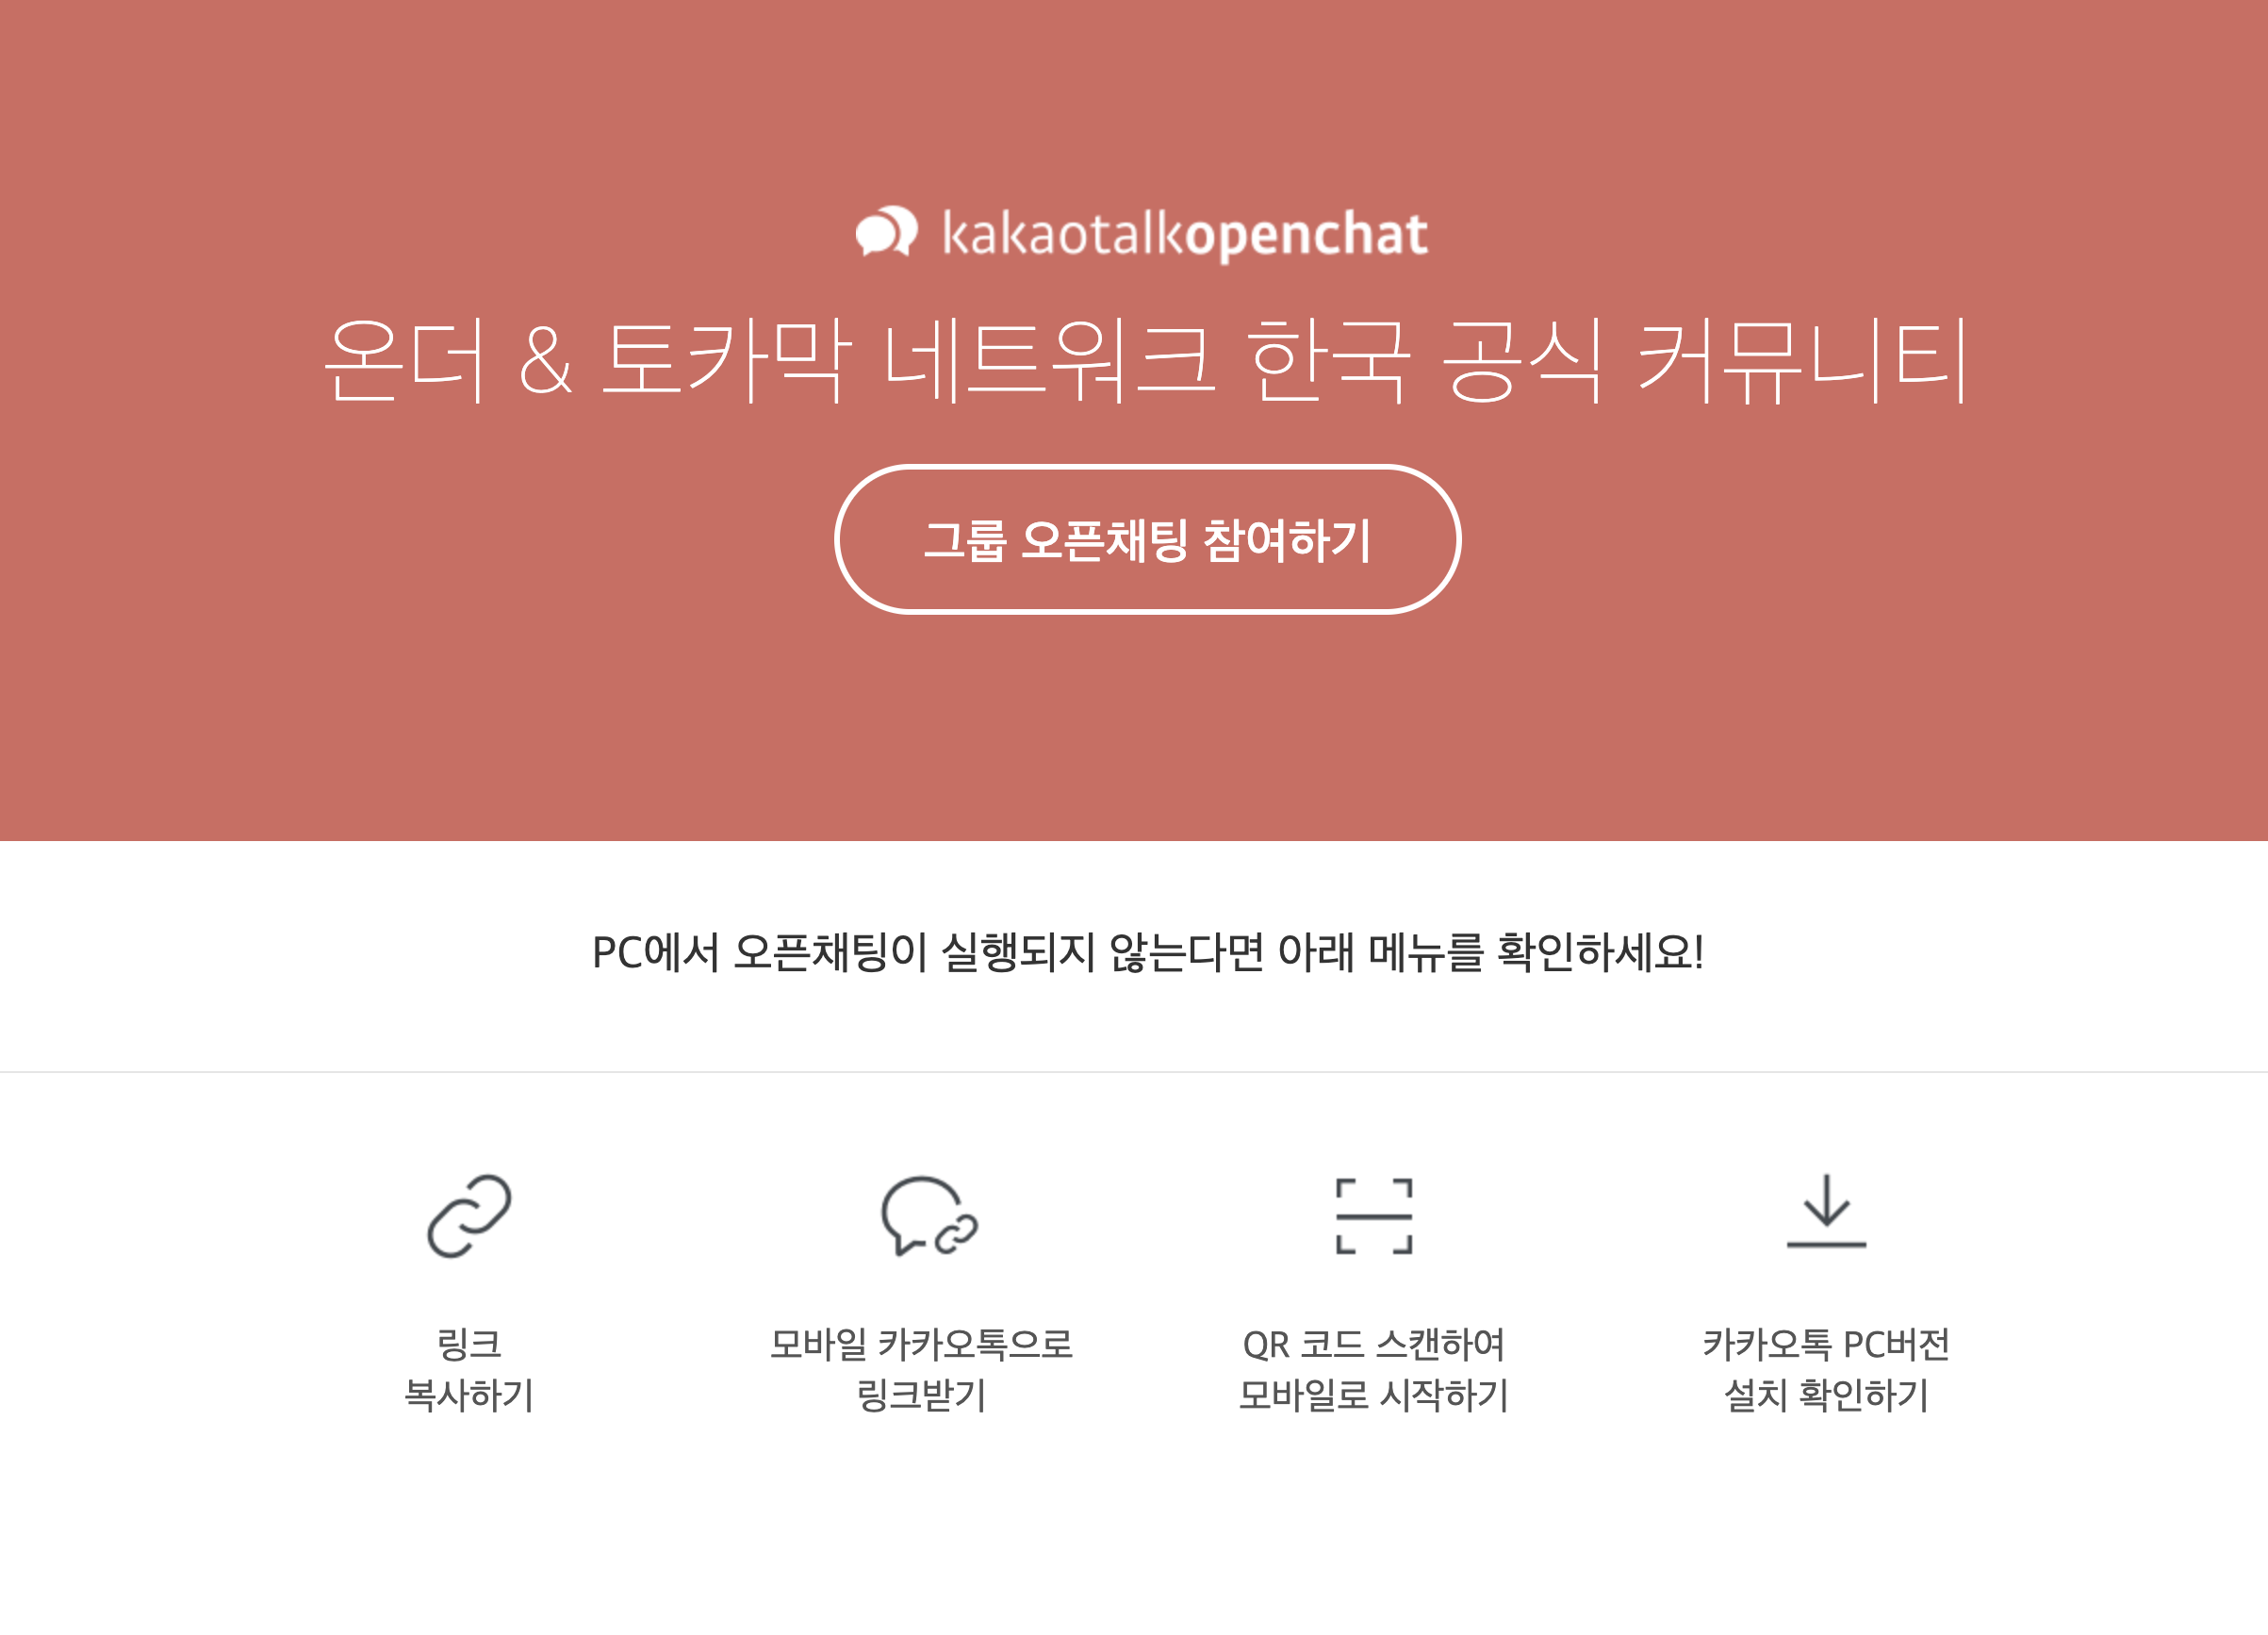 kakaotalkopenchat
온더 & 토카막 네트워크 한국 공식 커뮤니티
그룹 오픈채팅 참여하기
PC에서 오픈채팅이 실행되지 않는다면 아래 메뉴를 확인하세요!
링크
복사하기
모바일 카카오톡으로
링크받기
QR 코드 스캔하여
모바일로 시작하기
카카오톡 PC버전
설치 확인하기